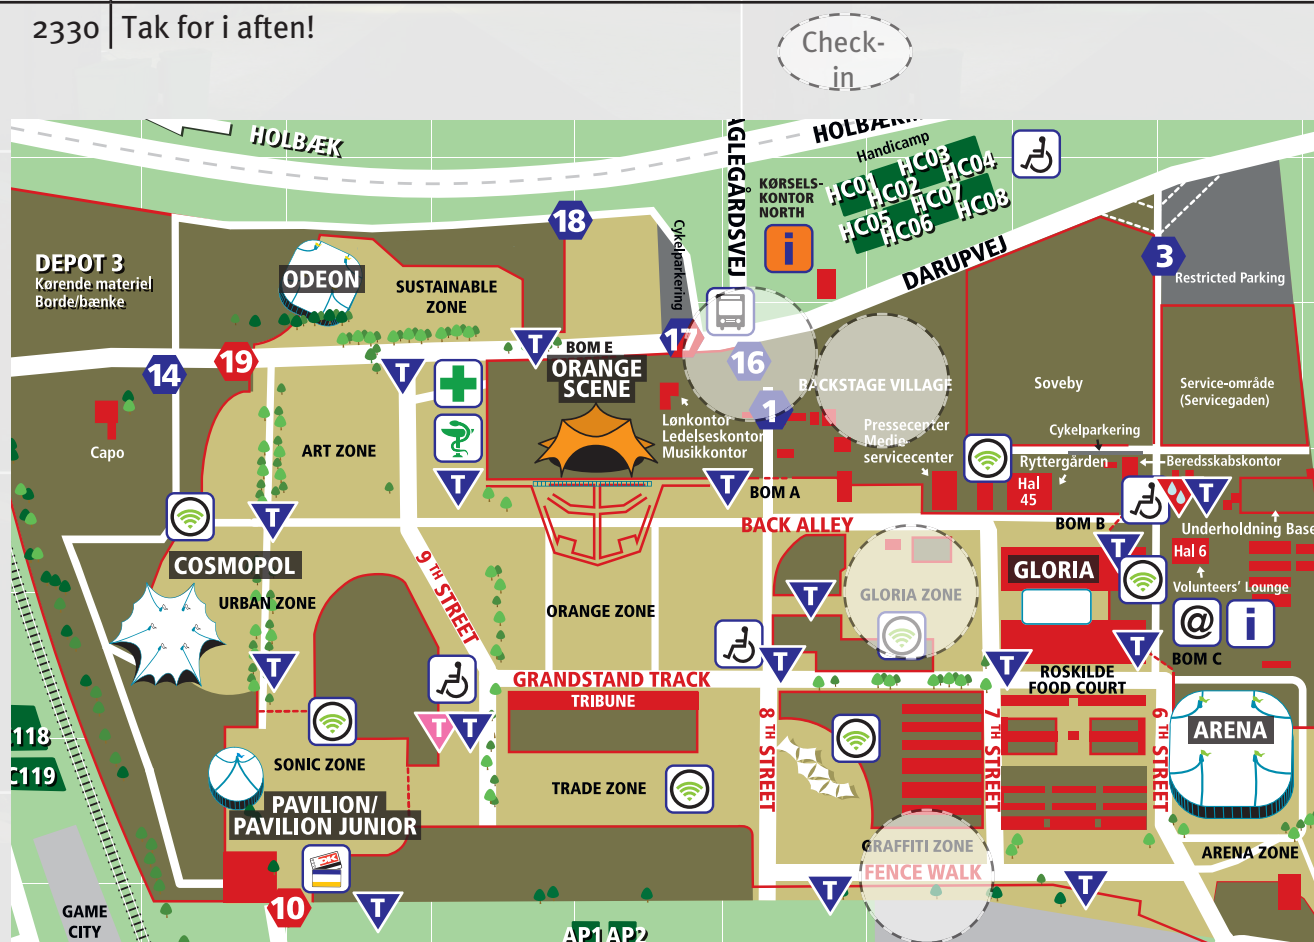 2330 Tak for i aften!
Check-
in
HOLBÆK
AGLEGÅRDSVEJ
HOLBÆKM
Handicamp
HC01
HC02
HC03
HC04
HC05
HC06
HC07
HC08
KØRSELS-
KONTOR
NORTH
i
DARUPVEJ
18
Cykelparkering
3
Restricted Parking
DEPOT 3
Kørende materiel
Borde/bænke
ODEON
SUSTAINABLE
ZONE
T
BOM E
17
16
14
19
T
ORANGE
SCENE
BACKSTAGE VILLAGE
1
Soveby
Service-område
(Servicegaden)
Capo
ART ZONE
Lønkontor
Ledelseskontor
Musikkontor
Pressecenter
Medie-
servicecenter
Cykelparkering
Ryttergården
Beredsskabskontor
Hal
45
T
T
BOM A
T
T
BACK ALLEY
BOM B
Underholdning Base
T
Hal 6
COSMOPOL
9TH STREET
GLORIA
Volunteers' Lounge
URBAN ZONE
ORANGE ZONE
T
GLORIA ZONE
@
i
T
T
T
T
BOM C
GRANDSTAND TRACK
ROSKILDE
FOOD COURT
TRIBUNE
T
T
118
C119
8TH STREET
7TH STREET
6TH STREET
ARENA
SONIC ZONE
TRADE ZONE
PAVILION/
PAVILION JUNIOR
GRAFFITI ZONE
ARENA ZONE
FENCE WALK
10
T
T
T
GAME
CITY
AP1 AP2